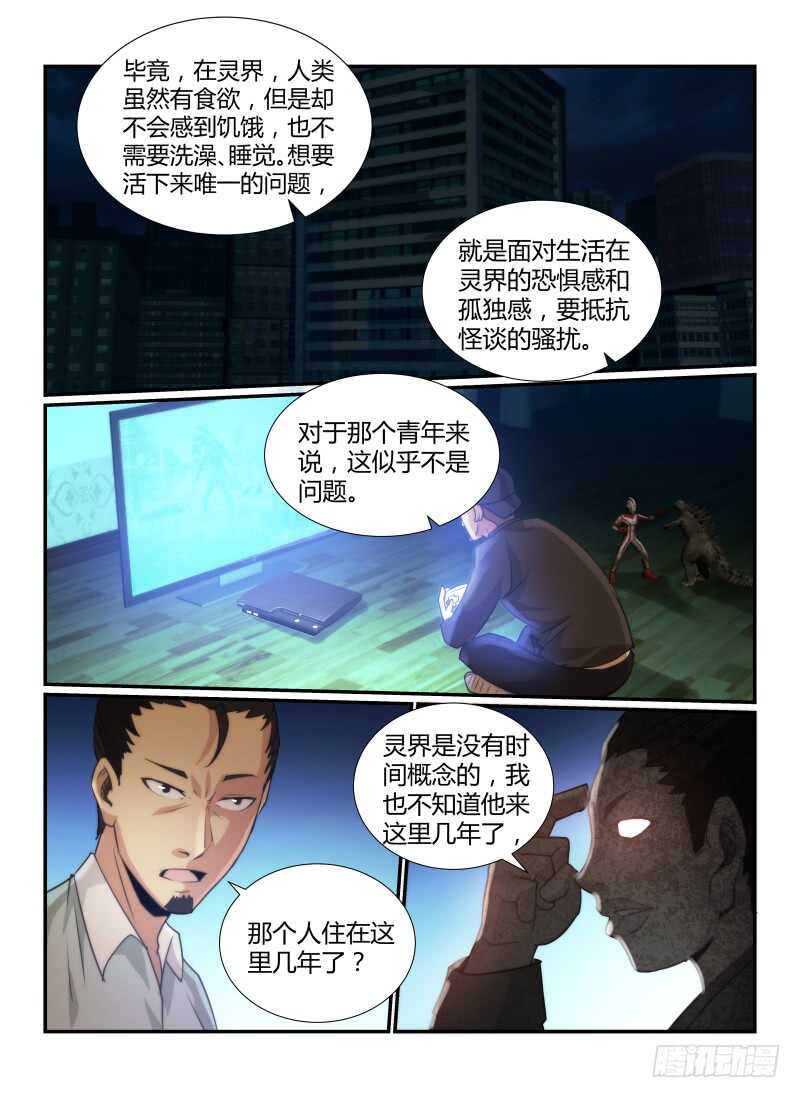 毕竟，在灵界，人类
虽然有食欲，但是却
不会感到饥饿，也不
需要洗澡、睡觉。想要
活下来唯一的问题，
就是面对生活在
灵界的恐惧感和
孤独感，要抵抗
怪谈的骚扰。
对于那个青年来
说，这似乎不是
问题。
那个人住在这
里几年了？
灵界是没有时
间概念的，我
也不知道他来
这里几年了，
腾讯动漫